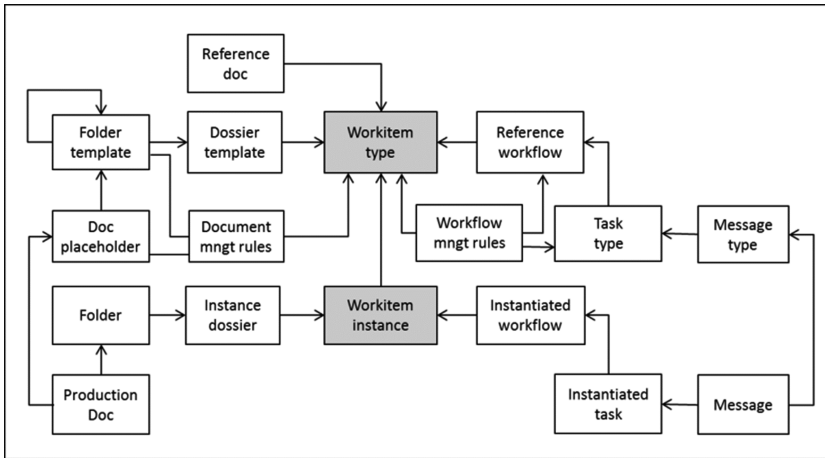 Reference
doc
Folder
template
Dossier
template
Workitem
type
Reference
workflow
Doc
placeholder
Document
mngt rules
Workflow
mngt rules
Task
type
Message
type
Folder
Instance
dossier
Workitem
instance
Instantiated
workflow
Production
Doc
Instantiated
task
Message